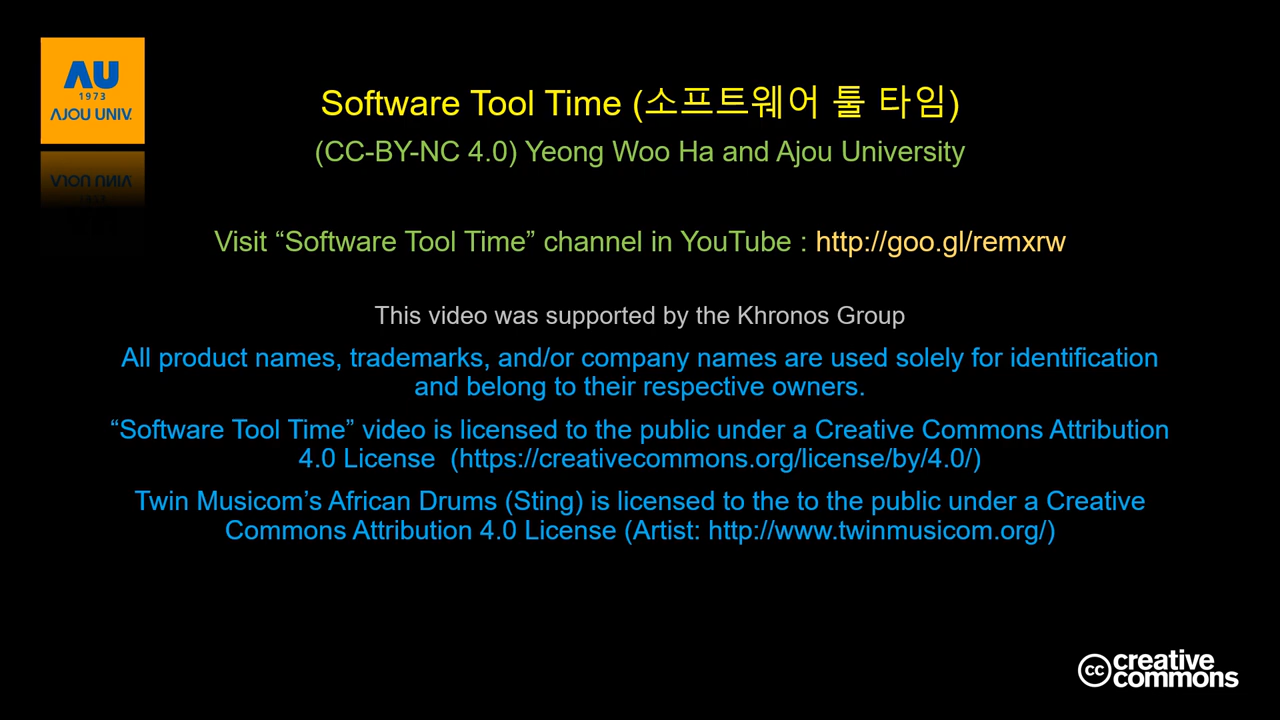 AU
1973
AJOU UNIV.
Software Tool Time (소프트웨어 툴 타임)
(CC-BY-NC 4.0) Yeong Woo Ha and Ajou University
Visit “Software Tool Time” channel in YouTube : http://goo.gl/remxrw
This video was supported by the Khronos Group
All product names, trademarks, and/or company names are used solely for identification
and belong to their respective owners.
“Software Tool Time” video is licensed to the public under a Creative Commons Attribution
4.0 License (https://creativecommons.org/license/by/4.0/)
Twin Musicom’s African Drums (Sting) is licensed to the to the public under a Creative
Commons Attribution 4.0 License (Artist: http://www.twinmusicom.org/)
cc creative
commons